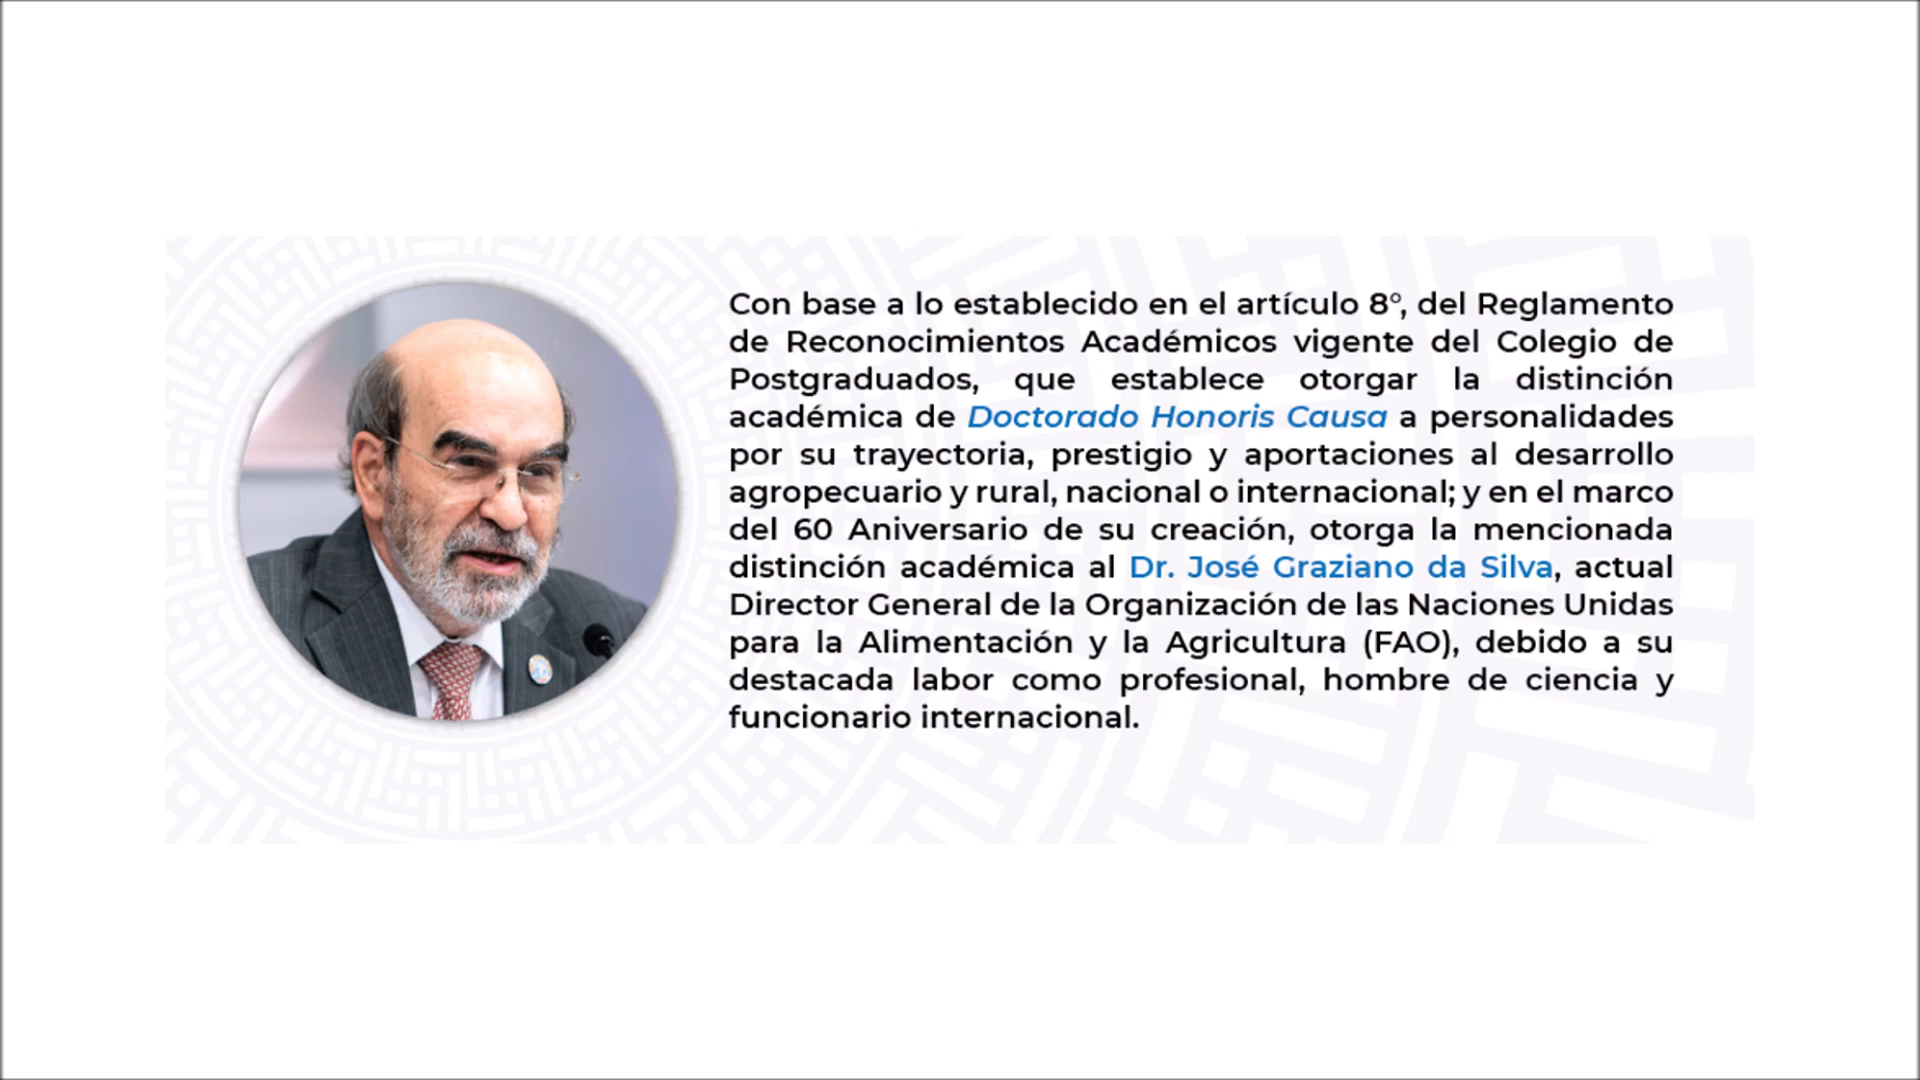 Con base a lo establecido en el artículo 8°, del Reglamento
de Reconocimientos Académicos vigente del Colegio de
Postgraduados, que establece otorgar la distinción
académica de Doctorado Honoris Causa a personalidades
por su trayectoria, prestigio y aportaciones al desarrollo
agropecuario y rural, nacional o internacional; y en el marco
del 60 Aniversario de su creación, otorga la mencionada
distinción académica al Dr. José Graziano da Silva, actual
Director General de la Organización de las Naciones Unidas
para la Alimentación y la Agricultura (FAO), debido a su
destacada labor como profesional, hombre de ciencia y
funcionario internacional.